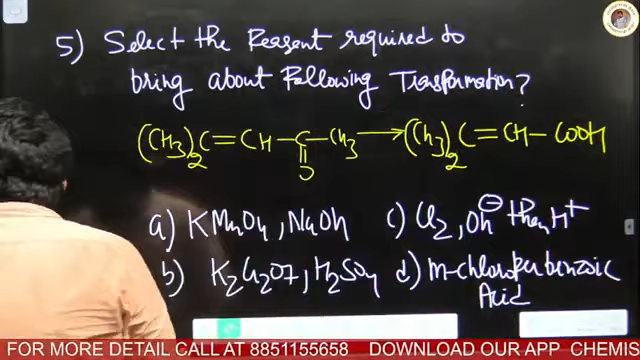 5) Select the Reagent required to
bring about Following Transformation?
(CH3)2C=CH-C-CH3→(CH3)2C=CH-COOH
O
a) KMnO4, NaOH c) Cl2, OH⊖ then H+
b) K2Cr2O7, H2SO4 d) m-chloroperbenzoic
Acid
FOR MORE DETAIL CALL AT 8851155658 DOWNLOAD OUR APP CHEMIS